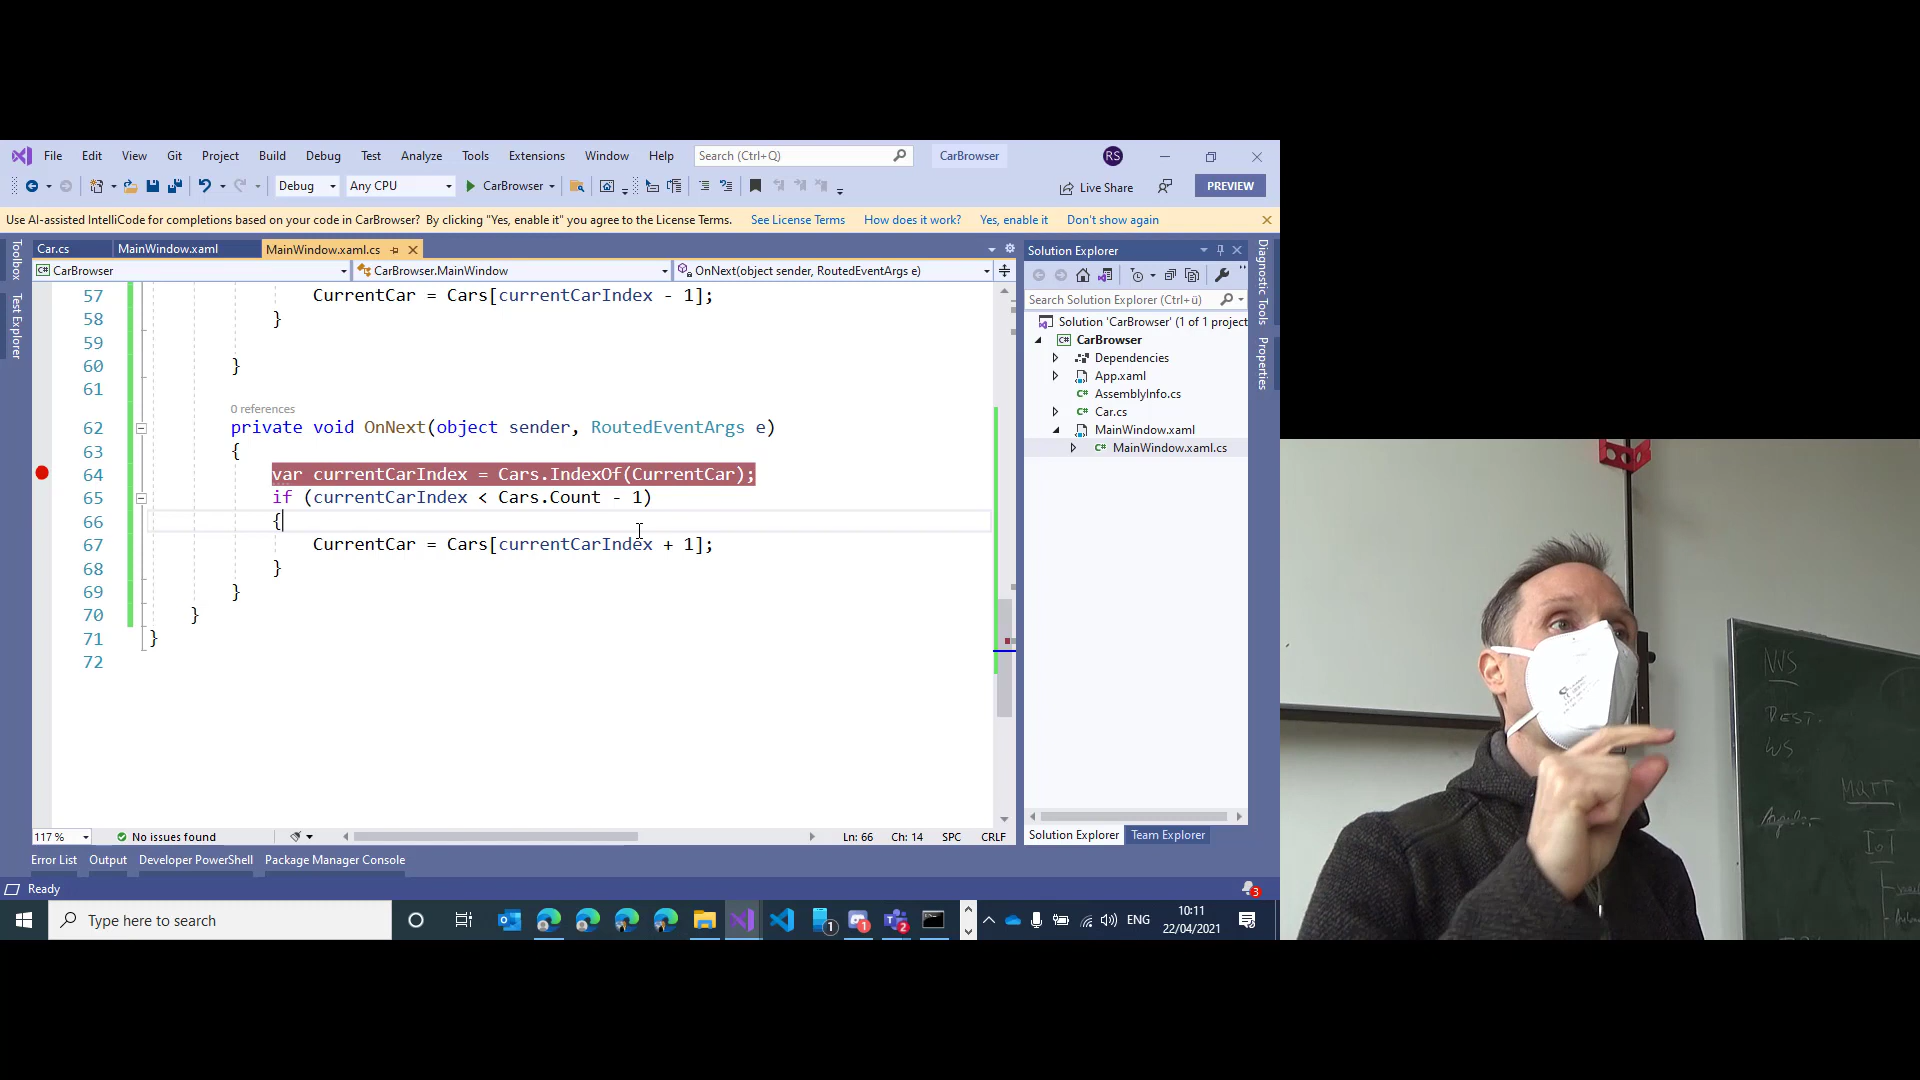 File Edit View Git Project Build Debug Test Analyze Tools Extensions Window Help Search (Ctrl+Q) CarBrowser RS
Debug Any CPU CarBrowser Live Share PREVIEW
Use AI-assisted IntelliCode for completions based on your code in CarBrowser? By clicking "Yes, enable it" you agree to the License Terms. See License Terms How does it work? Yes, enable it Don't show again
Toolbox
Test Explorer
Car.cs MainWindow.xaml MainWindow.xaml.cs
CarBrowser CarBrowser.MainWindow OnNext(object sender, RoutedEventArgs e)
57 CurrentCar = Cars[currentCarIndex - 1];
58 }
59
60 }
61
0 references
62 private void OnNext(object sender, RoutedEventArgs e)
63 {
64 var currentCarIndex = Cars.IndexOf(CurrentCar);
65 if (currentCarIndex < Cars.Count - 1)
66 {
67 CurrentCar = Cars[currentCarIndex + 1];
68 }
69 }
70 }
71 }
72
117 % No issues found Ln: 66 Ch: 14 SPC CRLF
Solution Explorer
Search Solution Explorer (Ctrl+ü)
Solution 'CarBrowser' (1 of 1 project
CarBrowser
Dependencies
App.xaml
AssemblyInfo.cs
Car.cs
MainWindow.xaml
MainWindow.xaml.cs
Solution Explorer Team Explorer
Diagnostic Tools
Properties
Error List Output Developer PowerShell Package Manager Console
Ready 3
Type here to search 1 1 2 ENG 10:11
22/04/2021
NVS
DEST.
WS
MQTT
IoT